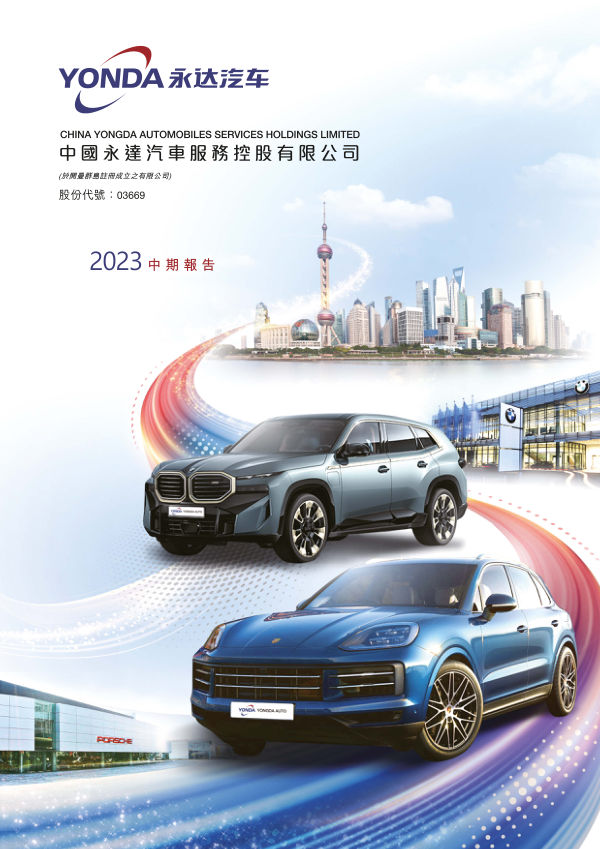 YONDA 永达汽车
CHINA YONGDA AUTOMOBILES SERVICES HOLDINGS LIMITED
中國永達汽車服務控股有限公司
(於開曼群島註冊成立之有限公司)
股份代號：03669
2023 中期報告
YONDA YONGDA AUTO
YONDA YONGDA AUTO
PORSCHE